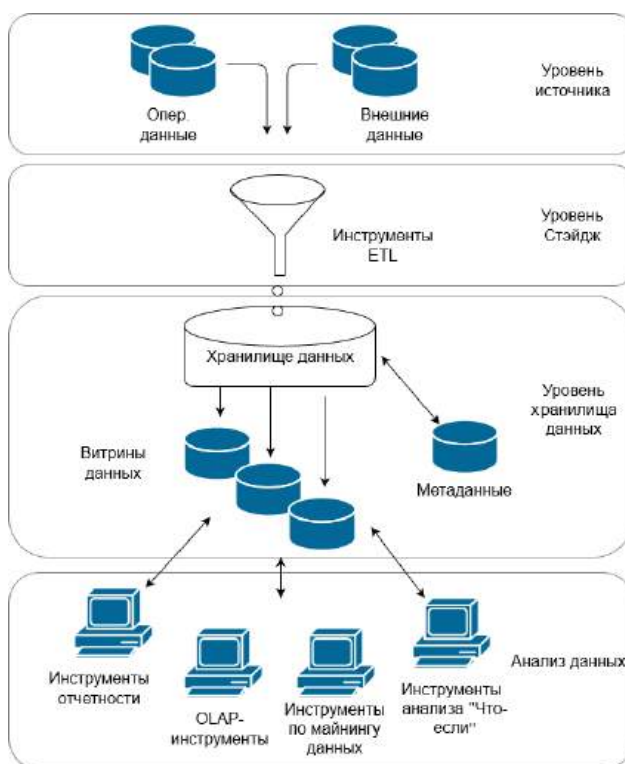 Опер.
данные
Внешние
данные
Уровень
источника
Инструменты
ETL
Уровень
Стэйдж
Хранилище данных
Уровень
хранилища
данных
Витрины
данных
Метаданные
Инструменты
отчетности
OLAP-
инструменты
Инструменты
по майнингу
данных
Инструменты
анализа "Что-
если"
Анализ данных